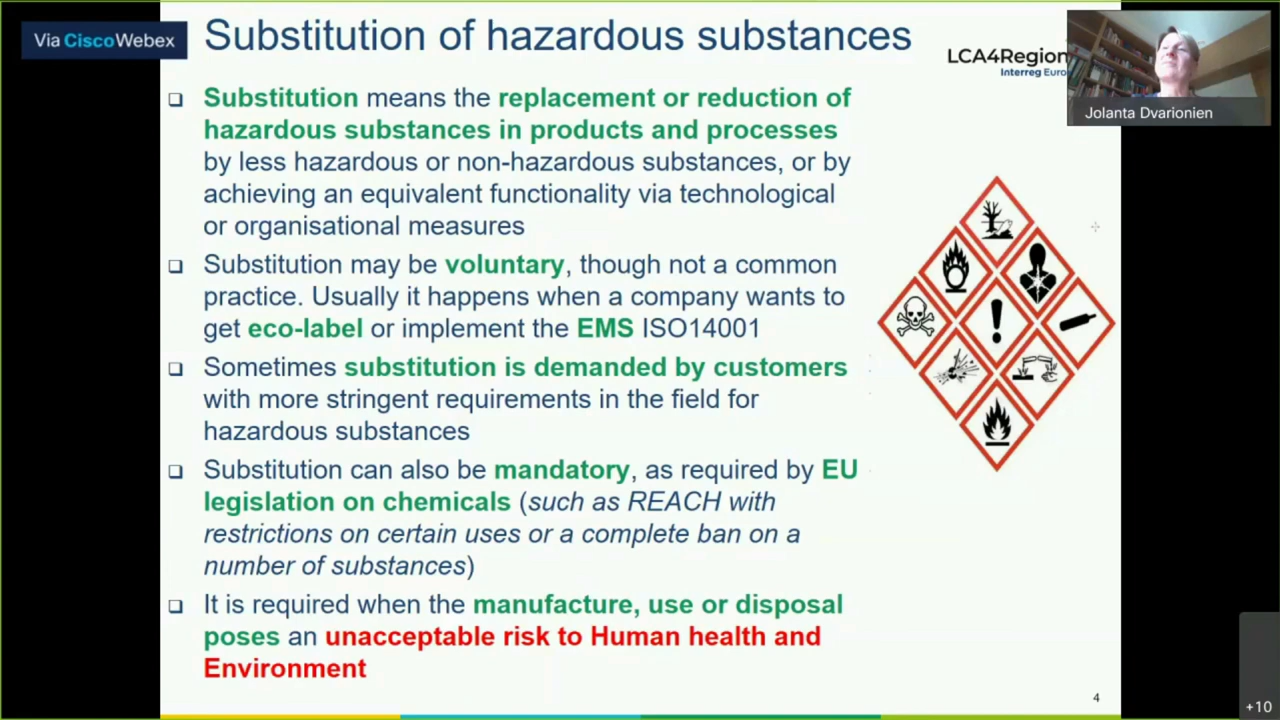 Via CiscoWebex
Substitution of hazardous substances
LCA4Region
Interreg Euro
Jolanta Dvarionien
❑ Substitution means the replacement or reduction of
hazardous substances in products and processes
by less hazardous or non-hazardous substances, or by
achieving an equivalent functionality via technological
or organisational measures
❑ Substitution may be voluntary, though not a common
practice. Usually it happens when a company wants to
get eco-label or implement the EMS ISO14001
❑ Sometimes substitution is demanded by customers
with more stringent requirements in the field for
hazardous substances
❑ Substitution can also be mandatory, as required by EU
legislation on chemicals (such as REACH with
restrictions on certain uses or a complete ban on a
number of substances)
❑ It is required when the manufacture, use or disposal
poses an unacceptable risk to Human health and
Environment
4
+10